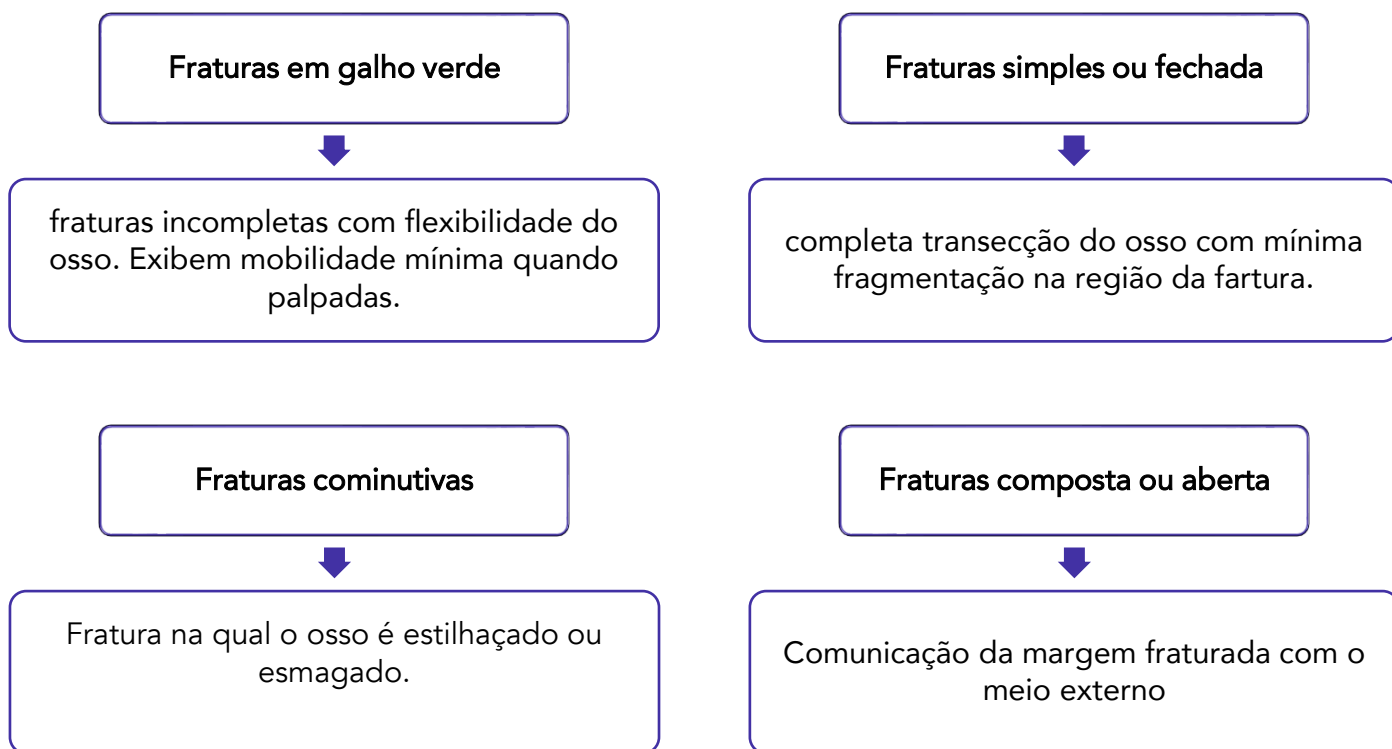 Fraturas em galho verde
fraturas incompletas com flexibilidade do
osso. Exibem mobilidade mínima quando
palpadas.
Fraturas simples ou fechada
completa transecção do osso com mínima
fragmentação na região da fartura.
Fraturas cominutivas
Fratura na qual o osso é estilhaçado ou
esmagado.
Fraturas composta ou aberta
Comunicação da margem fraturada com o
meio externo